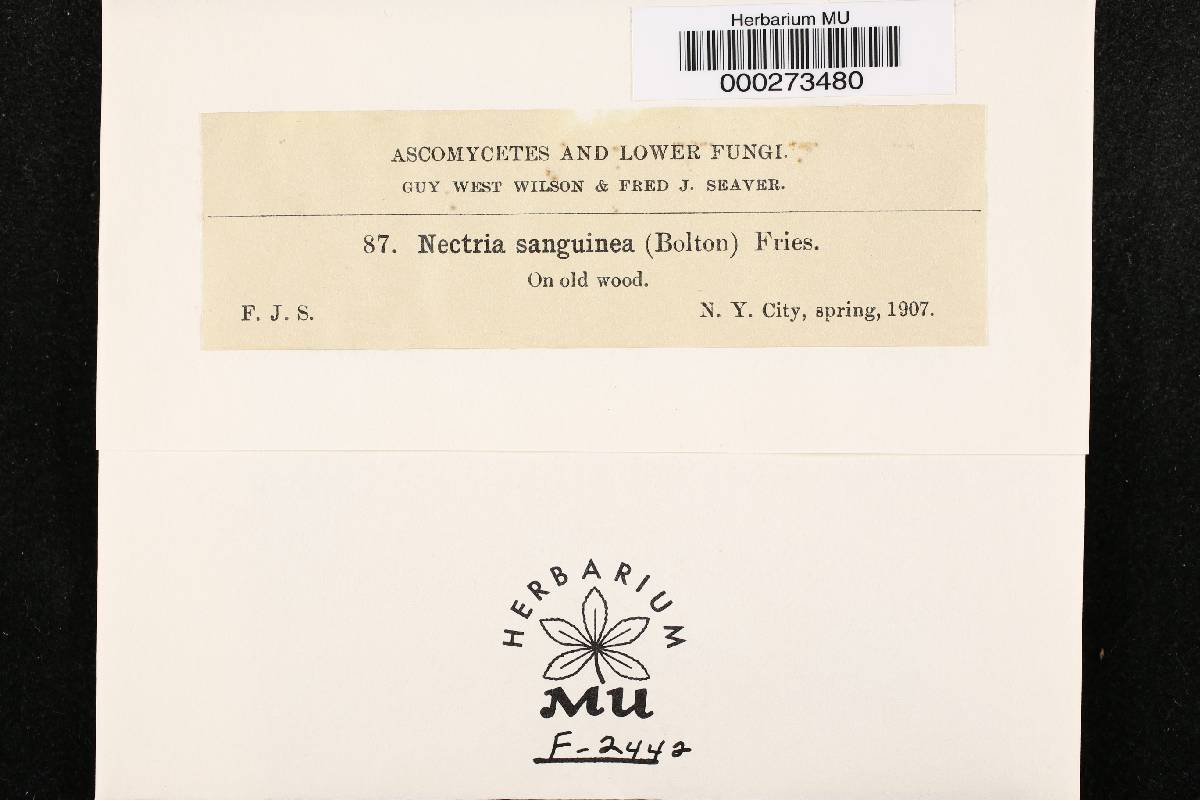 Herbarium MU
000273480
ASCOMYCETES AND LOWER FUNGI.
GUY WEST WILSON & FRED J. SEAVER.
87. Nectria sanguinea (Bolton) Fries.
On old wood.
F. J. S. N. Y. City, spring, 1907.
HERBARIUM
MU
F-2442